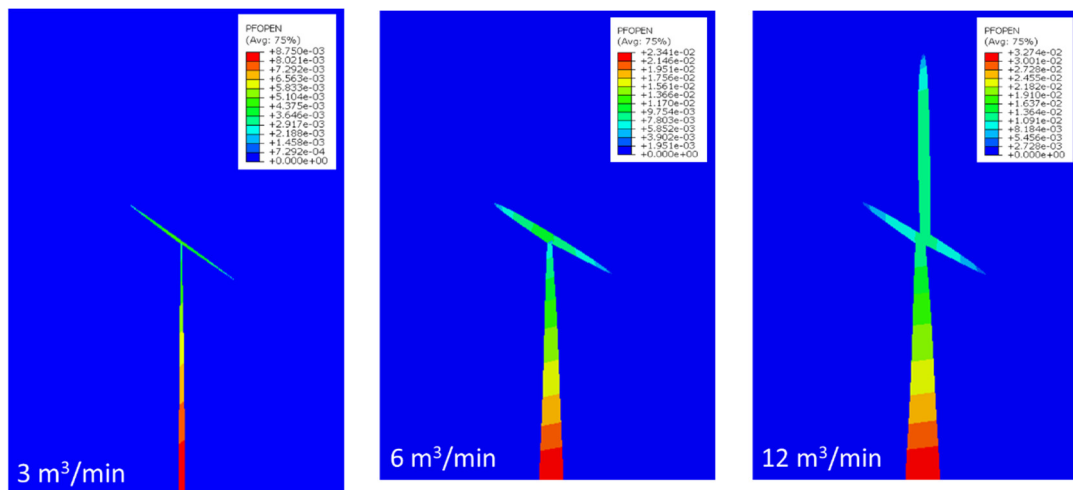 PFOPEN
(Avg: 75%)
+8.750e-03
+8.021e-03
+7.292e-03
+6.563e-03
+5.833e-03
+5.104e-03
+4.375e-03
+3.646e-03
+2.917e-03
+2.188e-03
+1.458e-03
+7.292e-04
+0.000e+00
3 m³/min
PFOPEN
(Avg: 75%)
+2.341e-02
+2.146e-02
+1.951e-02
+1.756e-02
+1.561e-02
+1.366e-02
+1.170e-02
+9.754e-03
+7.803e-03
+5.852e-03
+3.902e-03
+1.951e-03
+0.000e+00
6 m³/min
PFOPEN
(Avg: 75%)
+3.274e-02
+3.001e-02
+2.728e-02
+2.455e-02
+2.182e-02
+1.910e-02
+1.637e-02
+1.364e-02
+1.091e-02
+8.184e-03
+5.456e-03
+2.728e-03
+0.000e+00
12 m³/min